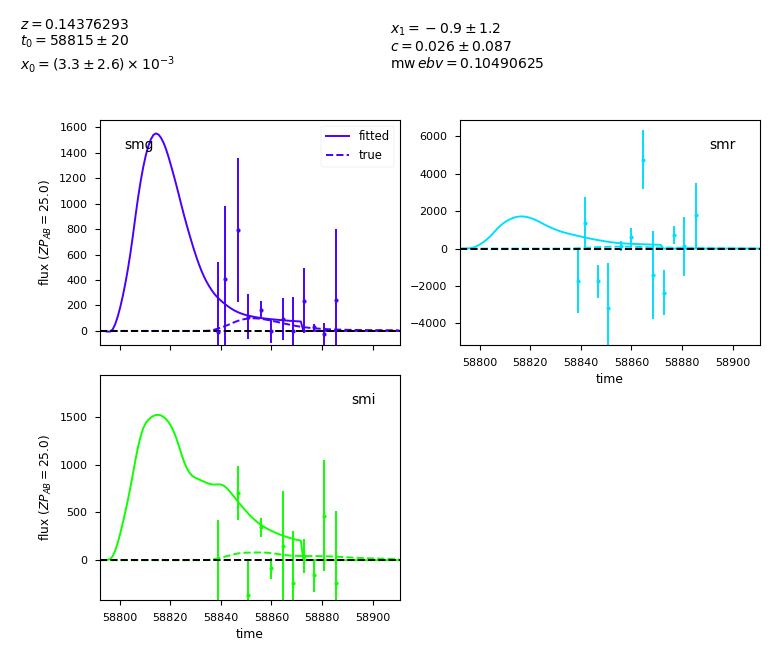 z = 0.14376293
t₀ = 58815 ± 20
x₀ = (3.3 ± 2.6) × 10⁻³
x₁ = −0.9 ± 1.2
c = 0.026 ± 0.087
mw ebv = 0.10490625
smg
fitted
true
flux (ZP_AB = 25.0)
1600
1400
1200
1000
800
600
400
200
0
smr
6000
4000
2000
0
−2000
−4000
58800 58820 58840 58860 58880 58900
time
smi
flux (ZP_AB = 25.0)
1500
1000
500
0
58800 58820 58840 58860 58880 58900
time